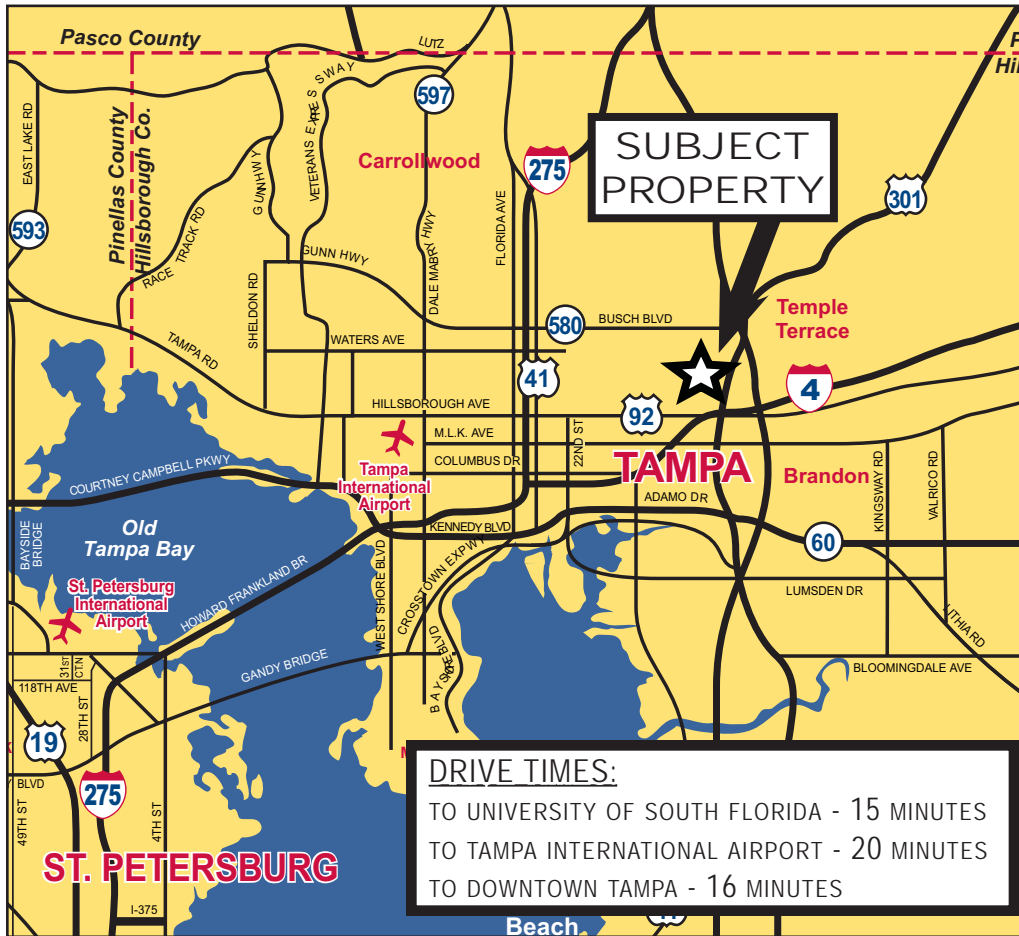 Pasco County
LUTZ
P
Hil
EAST LAKE RD
Pinellas County
Hillsborough Co.
GUNN HWY
VETERANS EXPRESSWAY
597
Carrollwood
275
SUBJECT
PROPERTY
301
593
RACE TRACK RD
GUNN HWY
DALE MABRY HWY
FLORIDA AVE
SHELDON RD
TAMPA RD
WATERS AVE
580
BUSCH BLVD
Temple
Terrace
41
4
HILLSBOROUGH AVE
92
M.L.K. AVE
22ND ST
COLUMBUS DR
TAMPA
Tampa
International
Airport
Brandon
KINGSWAY RD
VALRICO RD
COURTNEY CAMPBELL PKWY
ADAMO DR
KENNEDY BLVD
60
Old
Tampa Bay
BAYSIDE
BRIDGE
HOWARD FRANKLAND BR
WEST SHORE BLVD
CROSSTOWN EXPWY
LUMSDEN DR
LITHIA RD
St. Petersburg
International
Airport
GANDY BRIDGE
BLOOMINGDALE AVE
31ST
CT.N
118TH AVE
28TH ST
19
275
BLVD
49TH ST
4TH ST
ST. PETERSBURG
I-375
M
DRIVE TIMES:
TO UNIVERSITY OF SOUTH FLORIDA - 15 MINUTES
TO TAMPA INTERNATIONAL AIRPORT - 20 MINUTES
TO DOWNTOWN TAMPA - 16 MINUTES
Beach